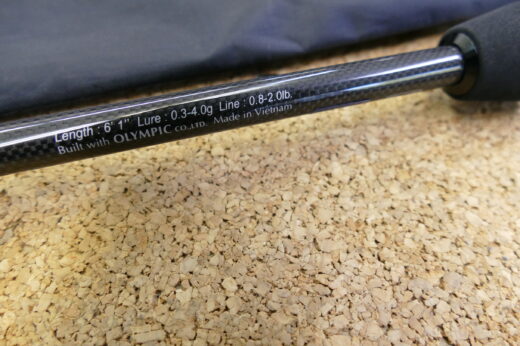 Length : 6' 1" Lure : 0.3-4.0g Line : 0.8-2.0lb.
Built with OLYMPIC CO.,LTD. Made in Vietnam